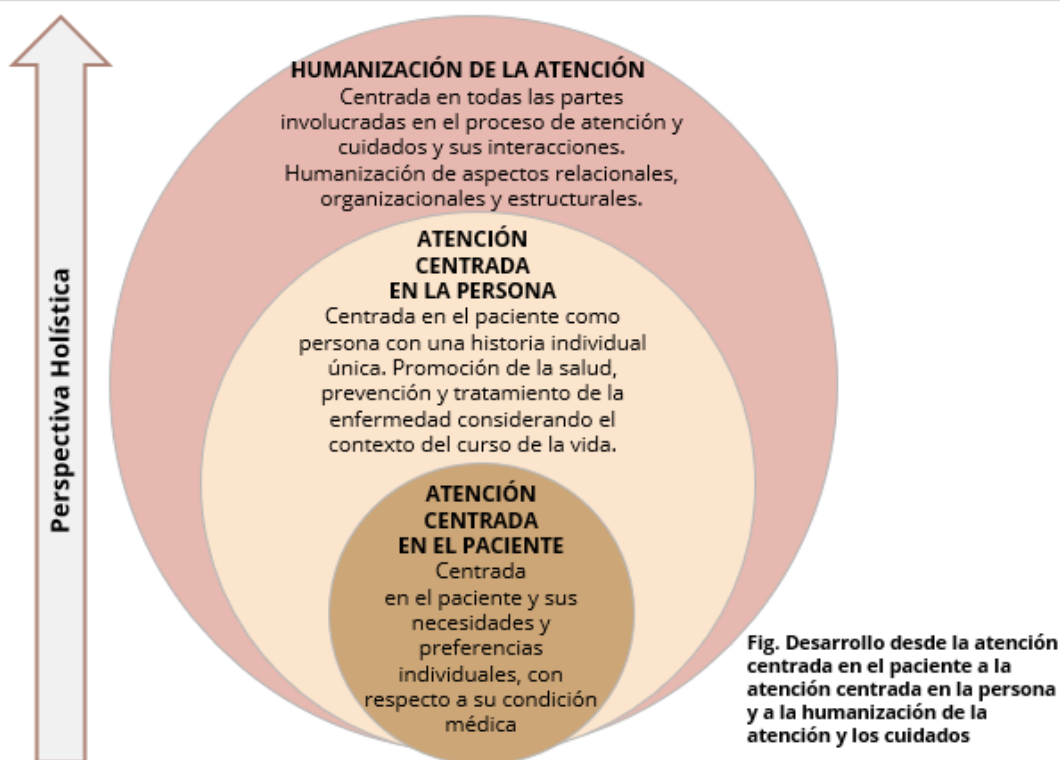 Perspectiva Holística
HUMANIZACIÓN DE LA ATENCIÓN
Centrada en todas las partes
involucradas en el proceso de atención y
cuidados y sus interacciones.
Humanización de aspectos relacionales,
organizacionales y estructurales.
ATENCIÓN
CENTRADA
EN LA PERSONA
Centrada en el paciente como
persona con una historia individual
única. Promoción de la salud,
prevención y tratamiento de la
enfermedad considerando el
contexto del curso de la vida.
ATENCIÓN
CENTRADA
EN EL PACIENTE
Centrada
en el paciente y sus
necesidades y
preferencias
individuales, con
respecto a su condición
médica
Fig. Desarrollo desde la atención
centrada en el paciente a la
atención centrada en la persona
y a la humanización de la
atención y los cuidados